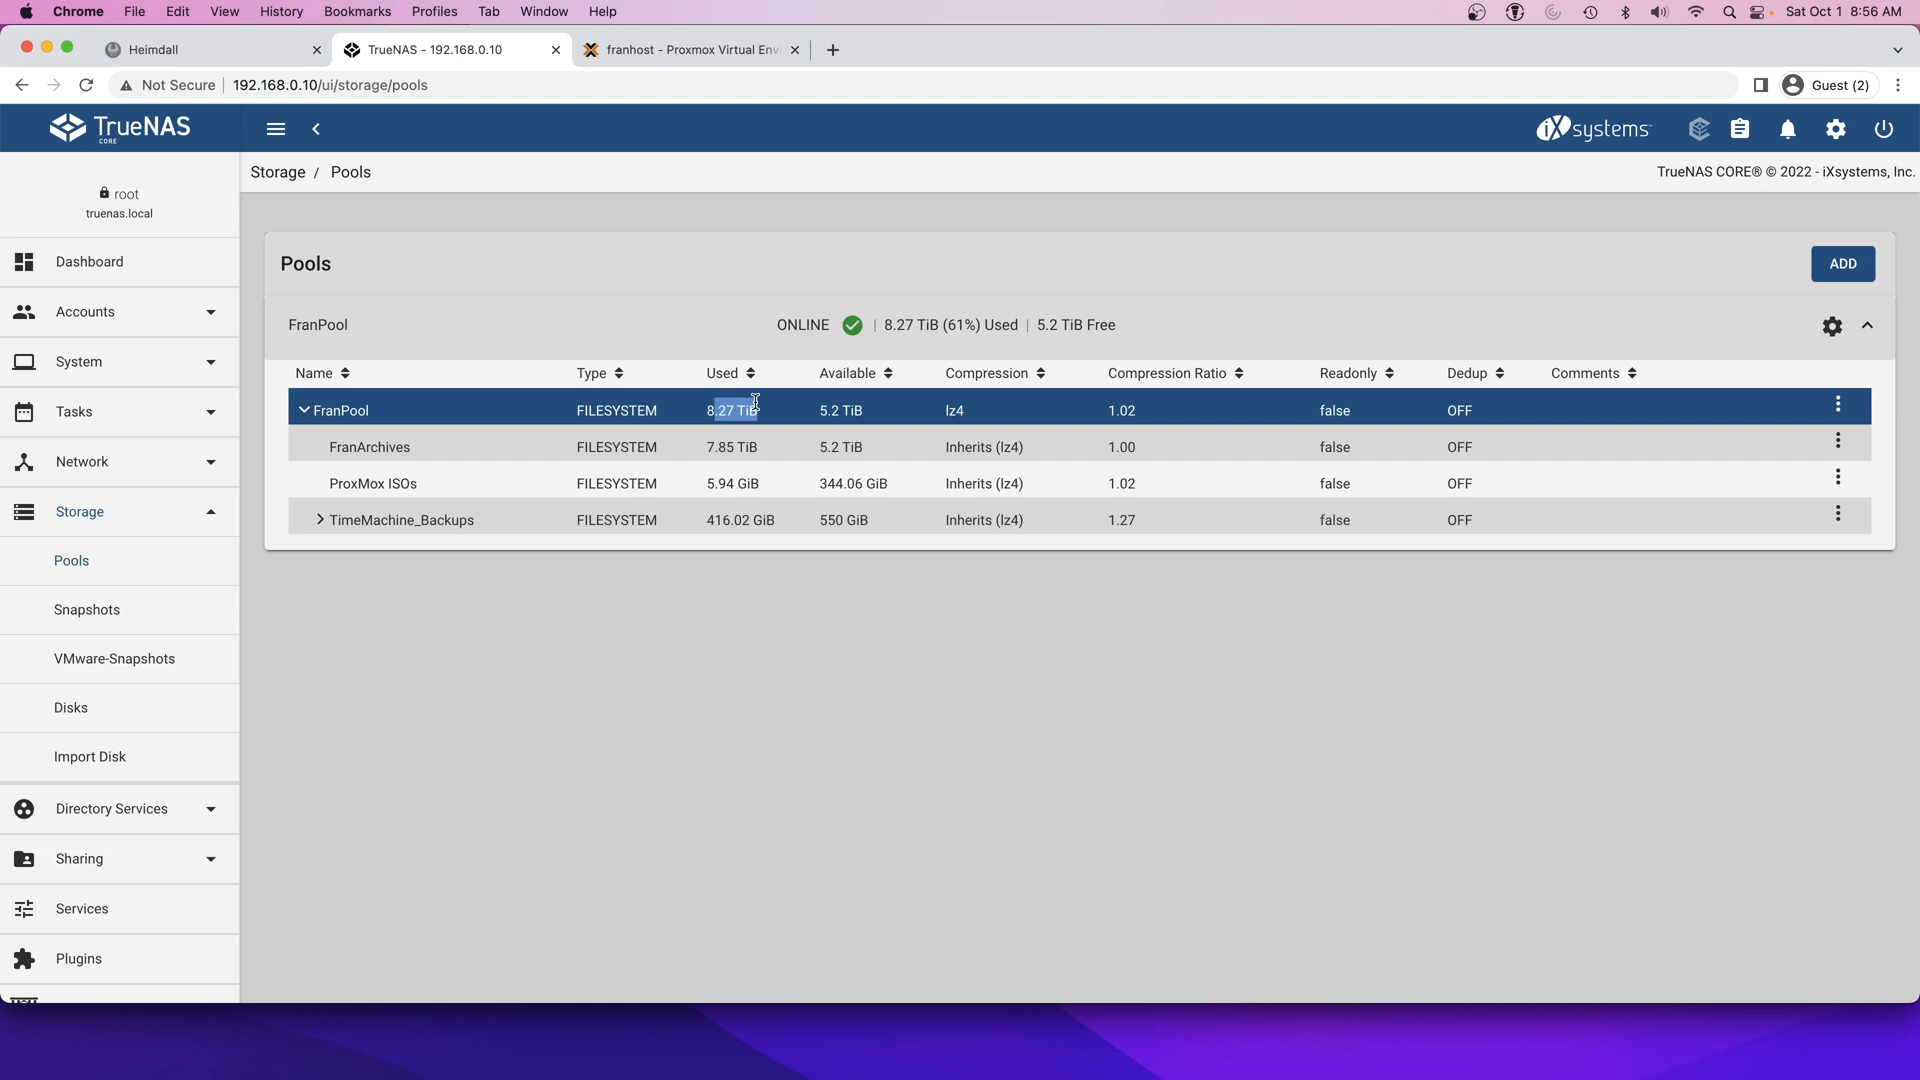 Chrome File Edit View History Bookmarks Profiles Tab Window Help Sat Oct 1 8:56 AM
Heimdall TrueNAS - 192.168.0.10 franhost - Proxmox Virtual Envi
Not Secure 192.168.0.10/ui/storage/pools Guest (2)
TrueNAS CORE iXsystems
Storage / Pools TrueNAS CORE® © 2022 - iXsystems, Inc.
root
truenas.local
Dashboard
Accounts
System
Tasks
Network
Storage
Pools
Snapshots
VMware-Snapshots
Disks
Import Disk
Directory Services
Sharing
Services
Plugins
Pools ADD
FranPool ONLINE | 8.27 TiB (61%) Used | 5.2 TiB Free
Name Type Used Available Compression Compression Ratio Readonly Dedup Comments
FranPool FILESYSTEM 8.27 TiB 5.2 TiB lz4 1.02 false OFF
FranArchives FILESYSTEM 7.85 TiB 5.2 TiB Inherits (lz4) 1.00 false OFF
ProxMox ISOs FILESYSTEM 5.94 GiB 344.06 GiB Inherits (lz4) 1.02 false OFF
TimeMachine_Backups FILESYSTEM 416.02 GiB 550 GiB Inherits (lz4) 1.27 false OFF